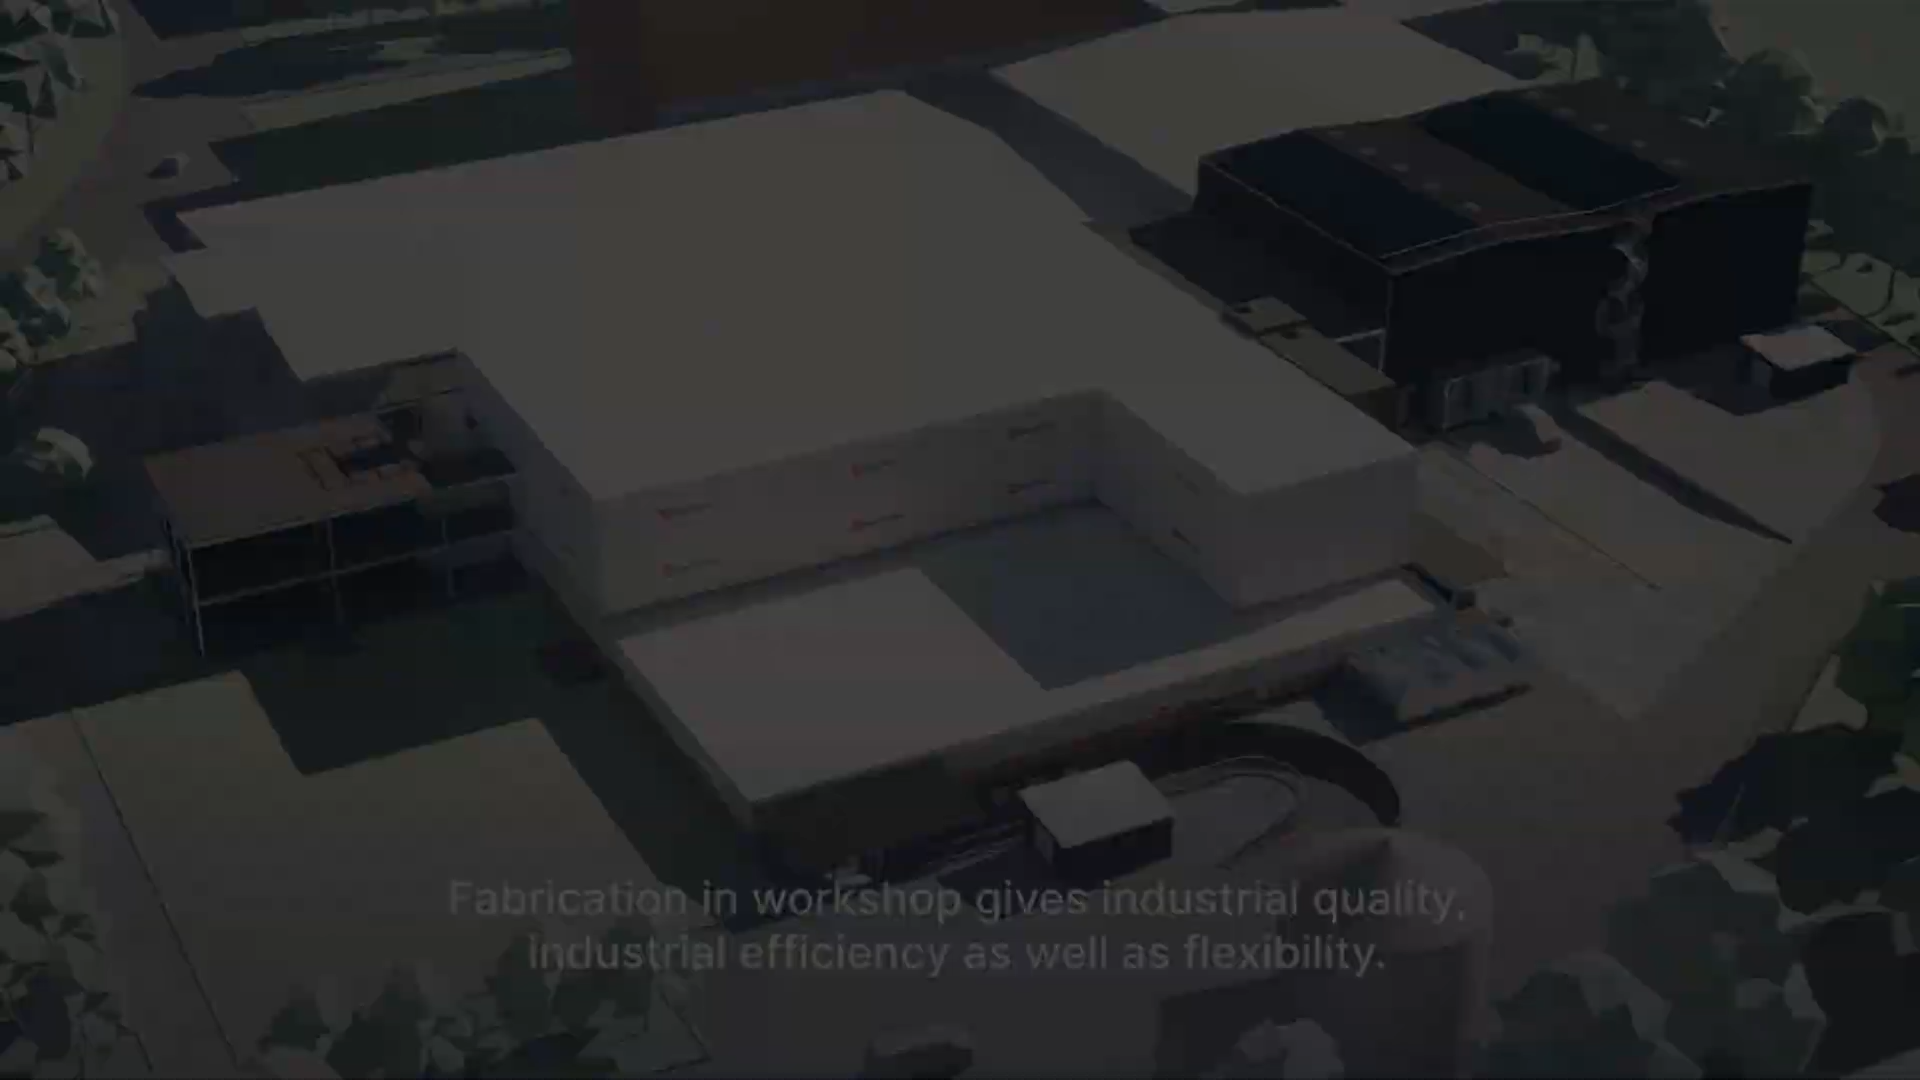 Fabrication in workshop gives industrial quality,
industrial efficiency as well as flexibility.